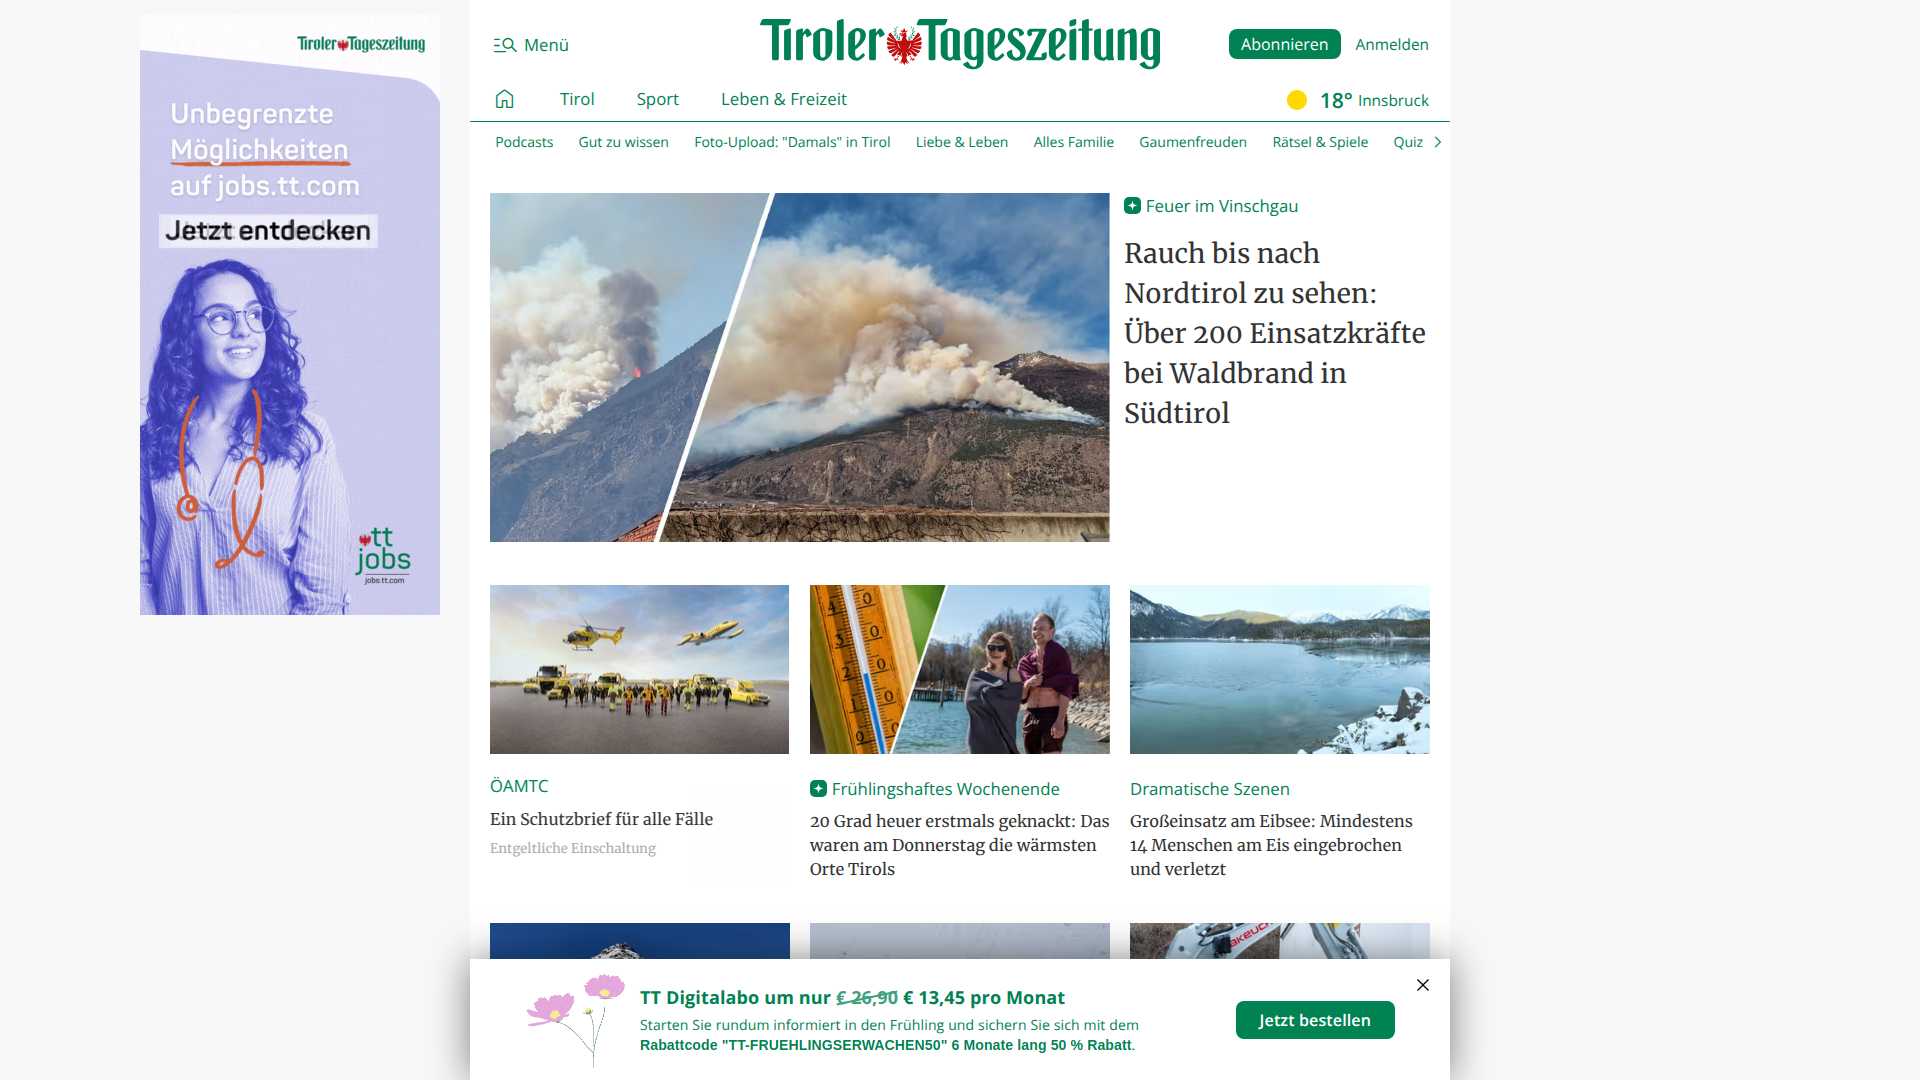 Tiroler Tageszeitung
Unbegrenzte
Möglichkeiten
auf jobs.tt.com
Jetzt entdecken
tt
jobs
jobs.tt.com
Menü
Tiroler Tageszeitung
Abonnieren
Anmelden
Tirol
Sport
Leben & Freizeit
18° Innsbruck
Podcasts
Gut zu wissen
Foto-Upload: "Damals" in Tirol
Liebe & Leben
Alles Familie
Gaumenfreuden
Rätsel & Spiele
Quiz
Feuer im Vinschgau
Rauch bis nach
Nordtirol zu sehen:
Über 200 Einsatzkräfte
bei Waldbrand in
Südtirol
ÖAMTC
Ein Schutzbrief für alle Fälle
Entgeltliche Einschaltung
Frühlingshaftes Wochenende
20 Grad heuer erstmals geknackt: Das
waren am Donnerstag die wärmsten
Orte Tirols
Dramatische Szenen
Großeinsatz am Eibsee: Mindestens
14 Menschen am Eis eingebrochen
und verletzt
TT Digitalabo um nur € 26,90 € 13,45 pro Monat
Starten Sie rundum informiert in den Frühling und sichern Sie sich mit dem
Rabattcode "TT-FRUEHLINGSERWACHEN50" 6 Monate lang 50 % Rabatt.
Jetzt bestellen